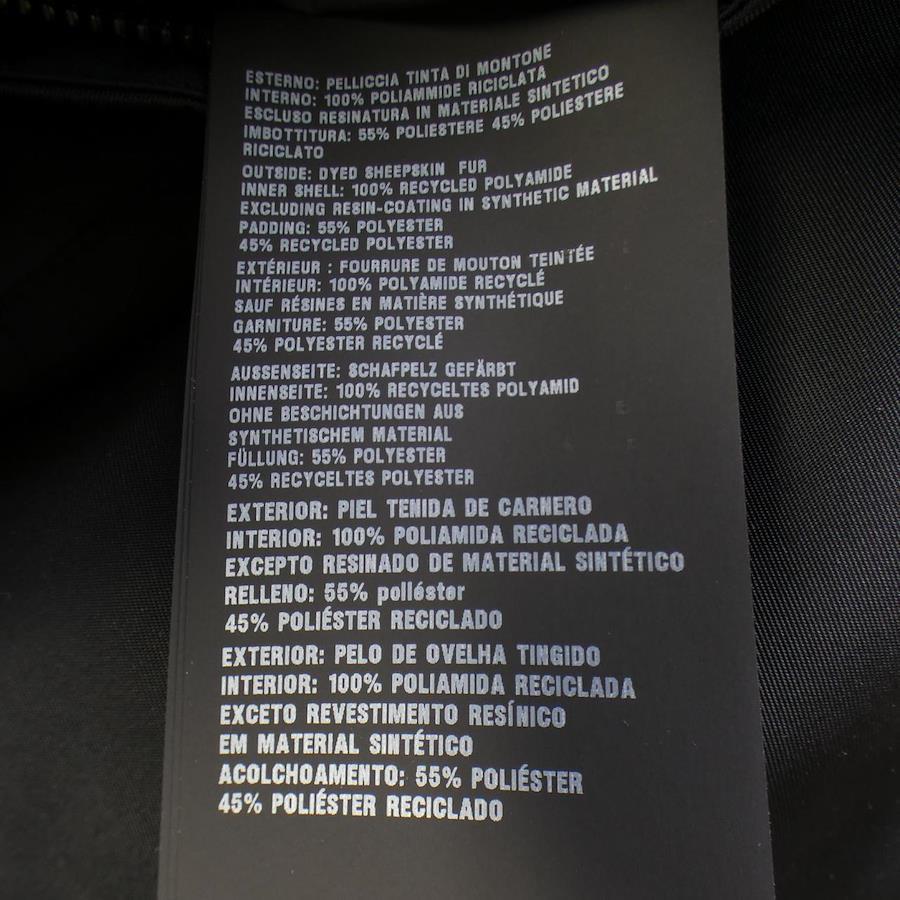 ESTERNO: PELLICCIA TINTA DI MONTONE
INTERNO: 100% POLIAMMIDE RICICLATA
ESCLUSO RESINATURA IN MATERIALE SINTETICO
IMBOTTITURA: 55% POLIESTERE 45% POLIESTERE
RICICLATO
OUTSIDE: DYED SHEEPSKIN FUR
INNER SHELL: 100% RECYCLED POLYAMIDE
EXCLUDING RESIN-COATING IN SYNTHETIC MATERIAL
PADDING: 55% POLYESTER
45% RECYCLED POLYESTER
EXTÉRIEUR : FOURRURE DE MOUTON TEINTÉE
INTÉRIEUR: 100% POLYAMIDE RECYCLÉ
SAUF RÉSINES EN MATIÈRE SYNTHÉTIQUE
GARNITURE: 55% POLYESTER
45% POLYESTER RECYCLÉ
AUSSENSEITE: SCHAFPELZ GEFÄRBT
INNENSEITE: 100% RECYCELTES POLYAMID
OHNE BESCHICHTUNGEN AUS
SYNTHETISCHEM MATERIAL
FÜLLUNG: 55% POLYESTER
45% RECYCELTES POLYESTER
EXTERIOR: PIEL TENIDA DE CARNERO
INTERIOR: 100% POLIAMIDA RECICLADA
EXCEPTO RESINADO DE MATERIAL SINTÉTICO
RELLENO: 55% poliéster
45% POLIÉSTER RECICLADO
EXTERIOR: PELO DE OVELHA TINGIDO
INTERIOR: 100% POLIAMIDA RECICLADA
EXCETO REVESTIMENTO RESÍNICO
EM MATERIAL SINTÉTICO
ACOLCHOAMENTO: 55% POLIÉSTER
45% POLIÉSTER RECICLADO